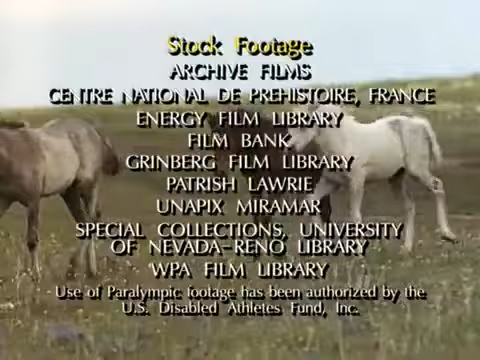 Stock Footage
ARCHIVE FILMS
CENTRE NATIONAL DE PREHISTOIRE, FRANCE
ENERGY FILM LIBRARY
FILM BANK
GRINBERG FILM LIBRARY
PATRISH LAWRIE
UNAPIX MIRAMAR
SPECIAL COLLECTIONS, UNIVERSITY
OF NEVADA-RENO LIBRARY
WPA FILM LIBRARY
Use of Paralympic footage has been authorized by the
U.S. Disabled Athletes Fund, Inc.